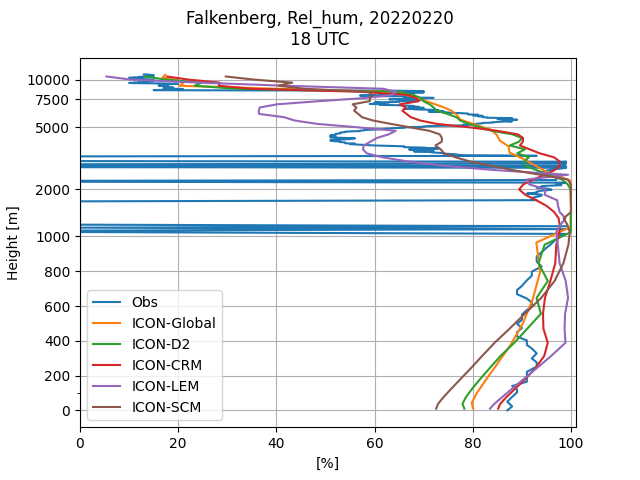 Falkenberg, Rel_hum, 20220220
18 UTC
Height [m]
10000
7500
5000
2000
1000
800
600
400
200
0
Obs
ICON-Global
ICON-D2
ICON-CRM
ICON-LEM
ICON-SCM
0 20 40 60 80 100
[%]